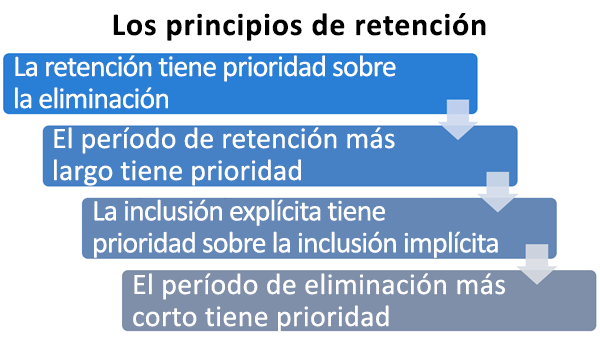 Los principios de retención
La retención tiene prioridad sobre
la eliminación
El período de retención más
largo tiene prioridad
La inclusión explícita tiene
prioridad sobre la inclusión implícita
El período de eliminación más
corto tiene prioridad